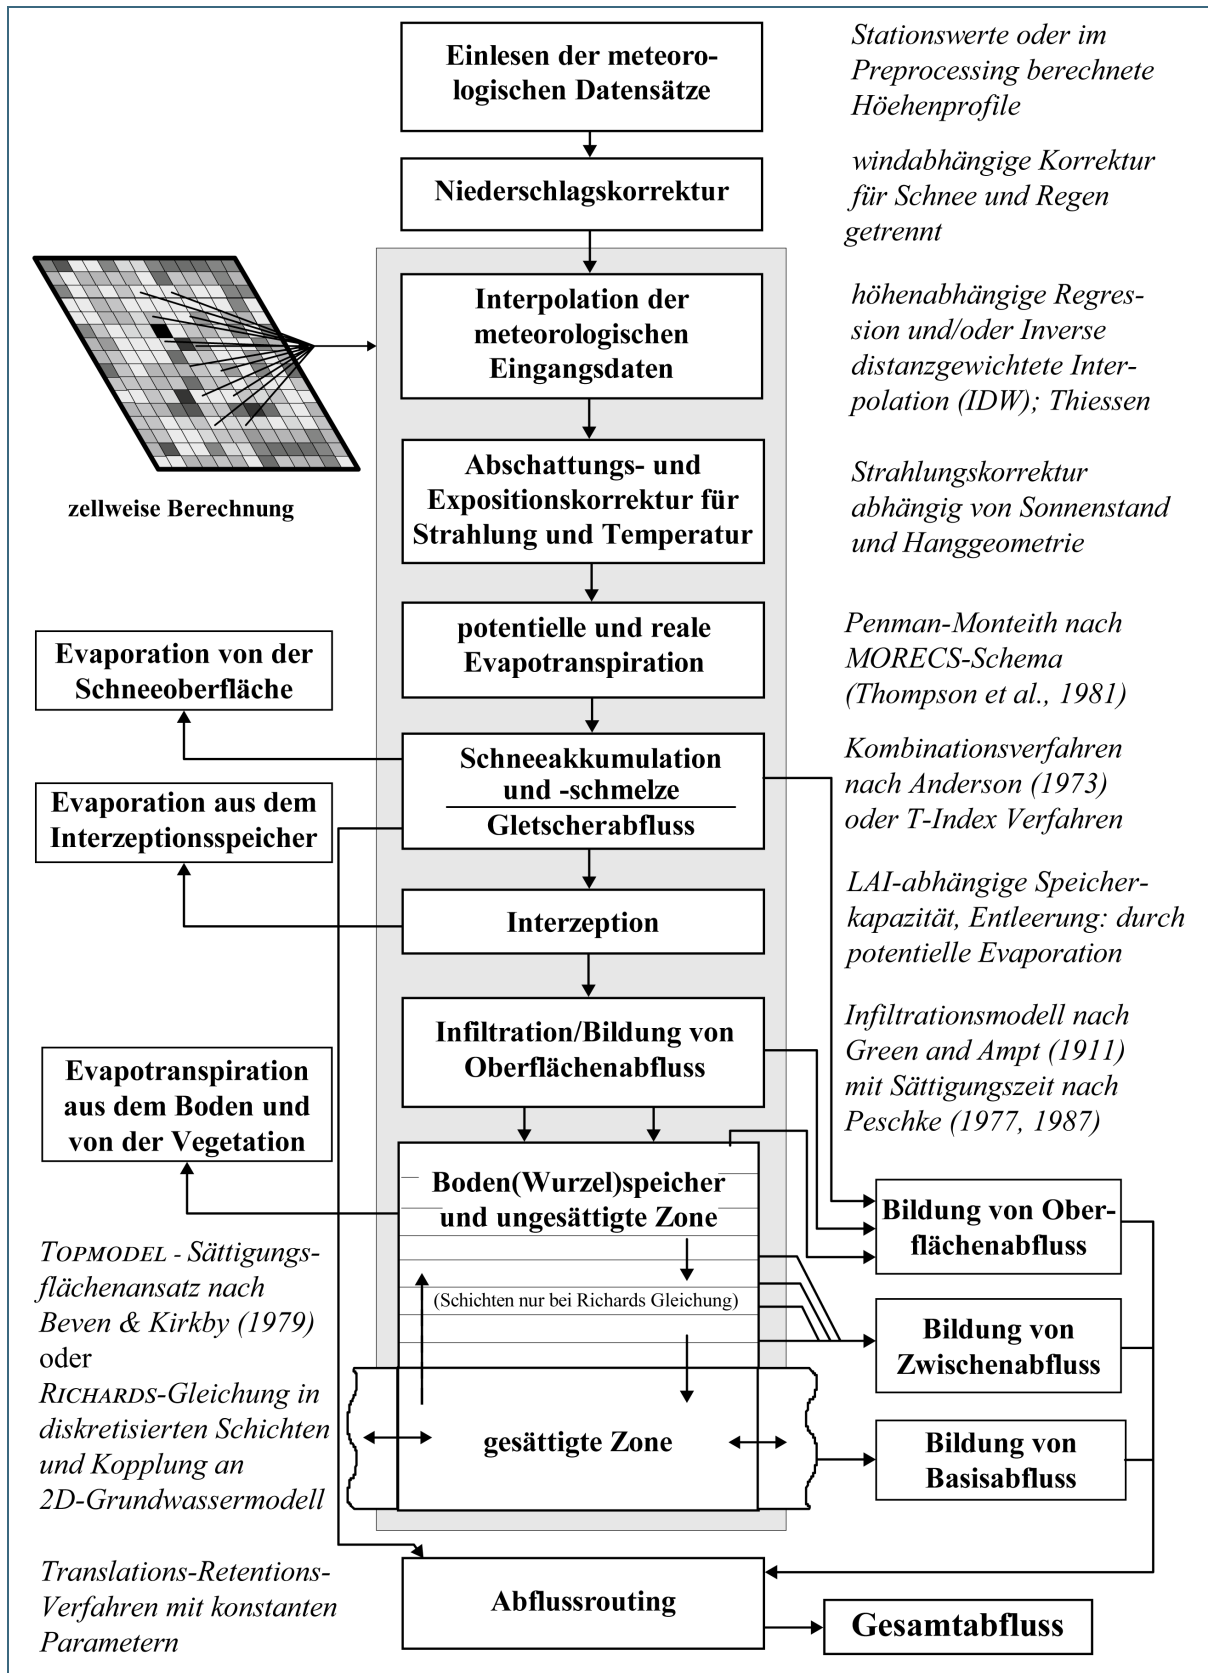 Einlesen der meteoro-
logischen Datensätze
Stationswerte oder im
Preprocessing berechnete
Höehenprofile
Niederschlagskorrektur
windabhängige Korrektur
für Schnee und Regen
getrennt
zellweise Berechnung
Interpolation der
meteorologischen
Eingangsdaten
höhenabhängige Regres-
sion und/oder Inverse
distanzgewichtete Inter-
polation (IDW); Thiessen
Abschattungs- und
Expositionskorrektur für
Strahlung und Temperatur
Strahlungskorrektur
abhängig von Sonnenstand
und Hanggeometrie
potentielle und reale
Evapotranspiration
Penman-Monteith nach
MORECS-Schema
(Thompson et al., 1981)
Evaporation von der
Schneeoberfläche
Schneeakkumulation
und -schmelze
Gletscherabfluss
Kombinationsverfahren
nach Anderson (1973)
oder T-Index Verfahren
Evaporation aus dem
Interzeptionsspeicher
Interzeption
LAI-abhängige Speicher-
kapazität, Entleerung: durch
potentielle Evaporation
Infiltration/Bildung von
Oberflächenabfluss
Infiltrationsmodell nach
Green and Ampt (1911)
mit Sättigungszeit nach
Peschke (1977, 1987)
Evapotranspiration
aus dem Boden und
von der Vegetation
Boden(Wurzel)speicher
und ungesättigte Zone
(Schichten nur bei Richards Gleichung)
Bildung von Ober-
flächenabfluss
Bildung von
Zwischenabfluss
TOPMODEL - Sättigungs-
flächenansatz nach
Beven & Kirkby (1979)
oder
RICHARDS-Gleichung in
diskretisierten Schichten
und Kopplung an
2D-Grundwassermodell
gesättigte Zone
Bildung von
Basisabfluss
Translations-Retentions-
Verfahren mit konstanten
Parametern
Abflussrouting
Gesamtabfluss